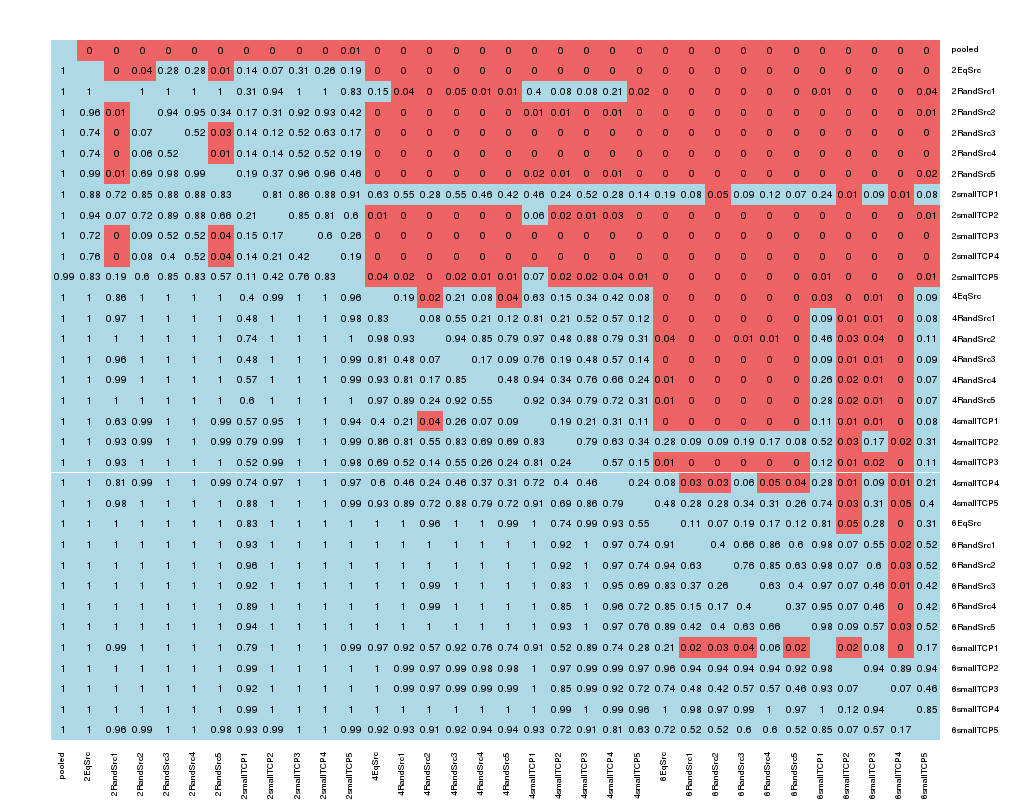 0 0 0 0 0 0 0 0 0 0 0.01 0 0 0 0 0 0 0 0 0 0 0 0 0 0 0 0 0 0 0 0 0 0 pooled
1 0 0.04 0.28 0.28 0.01 0.14 0.07 0.31 0.26 0.19 0 0 0 0 0 0 0 0 0 0 0 0 0 0 0 0 0 0 0 0 0 0 2EqSrc
1 1 1 1 1 1 0.31 0.94 1 1 0.83 0.15 0.04 0 0.05 0.01 0.01 0.4 0.08 0.08 0.21 0.02 0 0 0 0 0 0 0.01 0 0 0 0.04 2RandSrc1
1 0.96 0.01 0.94 0.95 0.34 0.17 0.31 0.92 0.93 0.42 0 0 0 0 0 0 0.01 0.01 0 0.01 0 0 0 0 0 0 0 0 0 0 0 0.01 2RandSrc2
1 0.74 0 0.07 0.52 0.03 0.14 0.12 0.52 0.63 0.17 0 0 0 0 0 0 0 0 0 0 0 0 0 0 0 0 0 0 0 0 0 0 2RandSrc3
1 0.74 0 0.06 0.52 0.01 0.14 0.14 0.52 0.52 0.19 0 0 0 0 0 0 0 0 0 0 0 0 0 0 0 0 0 0 0 0 0 0 2RandSrc4
1 0.99 0.01 0.69 0.98 0.99 0.19 0.37 0.96 0.96 0.46 0 0 0 0 0 0 0.02 0.01 0 0.01 0 0 0 0 0 0 0 0 0 0 0 0.02 2RandSrc5
1 0.88 0.72 0.85 0.88 0.88 0.83 0.81 0.86 0.88 0.91 0.63 0.55 0.28 0.55 0.46 0.42 0.46 0.24 0.52 0.28 0.14 0.19 0.08 0.05 0.09 0.12 0.07 0.24 0.01 0.09 0.01 0.08 2smallTCP1
1 0.94 0.07 0.72 0.89 0.88 0.66 0.21 0.85 0.81 0.6 0.01 0 0 0 0 0 0.06 0.02 0.01 0.03 0 0 0 0 0 0 0 0 0 0 0 0.01 2smallTCP2
1 0.72 0 0.09 0.52 0.52 0.04 0.15 0.17 0.6 0.26 0 0 0 0 0 0 0 0 0 0 0 0 0 0 0 0 0 0 0 0 0 0 2smallTCP3
1 0.76 0 0.08 0.4 0.52 0.04 0.14 0.21 0.42 0.19 0 0 0 0 0 0 0 0 0 0 0 0 0 0 0 0 0 0 0 0 0 0 2smallTCP4
0.99 0.83 0.19 0.6 0.85 0.83 0.57 0.11 0.42 0.76 0.83 0.04 0.02 0 0.02 0.01 0.01 0.07 0.02 0.02 0.04 0.01 0 0 0 0 0 0 0.01 0 0 0 0.01 2smallTCP5
1 1 0.86 1 1 1 1 0.4 0.99 1 1 0.96 0.19 0.02 0.21 0.08 0.04 0.63 0.15 0.34 0.42 0.08 0 0 0 0 0 0 0.03 0 0.01 0 0.09 4EqSrc
1 1 0.97 1 1 1 1 0.48 1 1 1 0.98 0.83 0.08 0.55 0.21 0.12 0.81 0.21 0.52 0.57 0.12 0 0 0 0 0 0 0.09 0.01 0.01 0 0.08 4RandSrc1
1 1 1 1 1 1 1 0.74 1 1 1 1 0.98 0.93 0.94 0.85 0.79 0.97 0.48 0.88 0.79 0.31 0.04 0 0 0.01 0.01 0 0.46 0.03 0.04 0 0.11 4RandSrc2
1 1 0.96 1 1 1 1 0.48 1 1 1 0.99 0.81 0.48 0.07 0.17 0.09 0.76 0.19 0.48 0.57 0.14 0 0 0 0 0 0 0.09 0.01 0.01 0 0.09 4RandSrc3
1 1 0.99 1 1 1 1 0.57 1 1 1 0.99 0.93 0.81 0.17 0.85 0.48 0.94 0.34 0.76 0.66 0.24 0.01 0 0 0 0 0 0.26 0.02 0.01 0 0.07 4RandSrc4
1 1 1 1 1 1 1 0.6 1 1 1 1 0.97 0.89 0.24 0.92 0.55 0.92 0.34 0.79 0.72 0.31 0.01 0 0 0 0 0 0.28 0.01 0.01 0 0.07 4RandSrc5
1 1 0.63 0.99 1 1 0.99 0.57 0.95 1 1 0.94 0.4 0.21 0.04 0.26 0.07 0.09 0.19 0.21 0.31 0.11 0 0 0 0 0 0 0.11 0.01 0.01 0 0.08 4smallTCP1
1 1 0.93 0.99 1 1 0.99 0.79 0.99 1 1 0.99 0.86 0.81 0.55 0.83 0.69 0.69 0.83 0.79 0.63 0.34 0.28 0.09 0.09 0.19 0.17 0.08 0.52 0.03 0.17 0.02 0.31 4smallTCP2
1 1 0.93 1 1 1 1 0.52 0.99 1 1 0.98 0.69 0.52 0.14 0.55 0.26 0.24 0.81 0.24 0.57 0.15 0.01 0 0 0 0 0 0.12 0.01 0.02 0 0.11 4smallTCP3
1 1 0.81 0.99 1 1 0.99 0.74 0.97 1 1 0.97 0.6 0.46 0.24 0.46 0.37 0.31 0.72 0.4 0.46 0.24 0.08 0.03 0.03 0.06 0.05 0.04 0.28 0.01 0.09 0.01 0.21 4smallTCP4
1 1 0.98 1 1 1 1 0.88 1 1 1 0.99 0.93 0.89 0.72 0.88 0.79 0.72 0.91 0.69 0.86 0.79 0.48 0.28 0.28 0.34 0.31 0.26 0.74 0.03 0.31 0.05 0.4 4smallTCP5
1 1 1 1 1 1 1 0.83 1 1 1 1 1 1 0.96 1 1 0.99 1 0.74 0.99 0.93 0.55 0.11 0.07 0.19 0.17 0.12 0.81 0.05 0.28 0 0.31 6EqSrc
1 1 1 1 1 1 1 0.93 1 1 1 1 1 1 1 1 1 1 1 0.92 1 0.97 0.74 0.91 0.4 0.66 0.86 0.6 0.98 0.07 0.55 0.02 0.52 6RandSrc1
1 1 1 1 1 1 1 0.96 1 1 1 1 1 1 1 1 1 1 1 0.92 1 0.97 0.74 0.94 0.63 0.76 0.85 0.63 0.98 0.07 0.6 0.03 0.52 6RandSrc2
1 1 1 1 1 1 1 0.92 1 1 1 1 1 1 0.99 1 1 1 1 0.83 1 0.95 0.69 0.83 0.37 0.26 0.63 0.4 0.97 0.07 0.46 0.01 0.42 6RandSrc3
1 1 1 1 1 1 1 0.89 1 1 1 1 1 1 0.99 1 1 1 1 0.85 1 0.96 0.72 0.85 0.15 0.17 0.4 0.37 0.95 0.07 0.46 0 0.42 6RandSrc4
1 1 1 1 1 1 1 0.94 1 1 1 1 1 1 1 1 1 1 1 0.93 1 0.97 0.76 0.89 0.42 0.4 0.63 0.66 0.98 0.09 0.57 0.03 0.52 6RandSrc5
1 1 0.99 1 1 1 1 0.79 1 1 1 0.99 0.97 0.92 0.57 0.92 0.76 0.74 0.91 0.52 0.89 0.74 0.28 0.21 0.02 0.03 0.04 0.06 0.02 0.02 0.08 0 0.17 6smallTCP1
1 1 1 1 1 1 1 0.99 1 1 1 1 1 0.99 0.97 0.99 0.98 0.98 1 0.97 0.99 0.99 0.97 0.96 0.94 0.94 0.94 0.94 0.92 0.98 0.94 0.89 0.94 6smallTCP2
1 1 1 1 1 1 1 0.92 1 1 1 1 1 0.99 0.97 0.99 0.99 0.99 1 0.85 0.99 0.92 0.72 0.74 0.48 0.42 0.57 0.57 0.46 0.93 0.07 0.07 0.46 6smallTCP3
1 1 1 1 1 1 1 0.99 1 1 1 1 1 1 1 1 1 1 1 0.99 1 0.99 0.96 1 0.98 0.97 0.99 1 0.97 1 0.12 0.94 0.85 6smallTCP4
1 1 0.96 0.99 1 1 0.98 0.93 0.99 1 1 0.99 0.92 0.93 0.91 0.92 0.94 0.94 0.93 0.72 0.91 0.81 0.63 0.72 0.52 0.52 0.6 0.6 0.52 0.85 0.07 0.57 0.17 6smallTCP5
pooled 2EqSrc 2RandSrc1 2RandSrc2 2RandSrc3 2RandSrc4 2RandSrc5 2smallTCP1 2smallTCP2 2smallTCP3 2smallTCP4 2smallTCP5 4EqSrc 4RandSrc1 4RandSrc2 4RandSrc3 4RandSrc4 4RandSrc5 4smallTCP1 4smallTCP2 4smallTCP3 4smallTCP4 4smallTCP5 6EqSrc 6RandSrc1 6RandSrc2 6RandSrc3 6RandSrc4 6RandSrc5 6smallTCP1 6smallTCP2 6smallTCP3 6smallTCP4 6smallTCP5